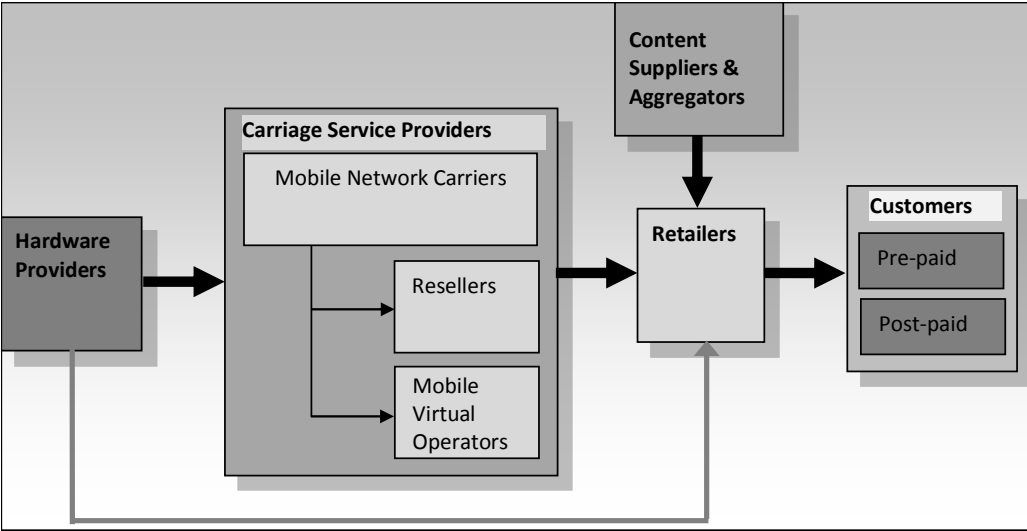 Content
Suppliers &
Aggregators
Carriage Service Providers
Mobile Network Carriers
Hardware
Providers
Resellers
Mobile
Virtual
Operators
Retailers
Customers
Pre-paid
Post-paid